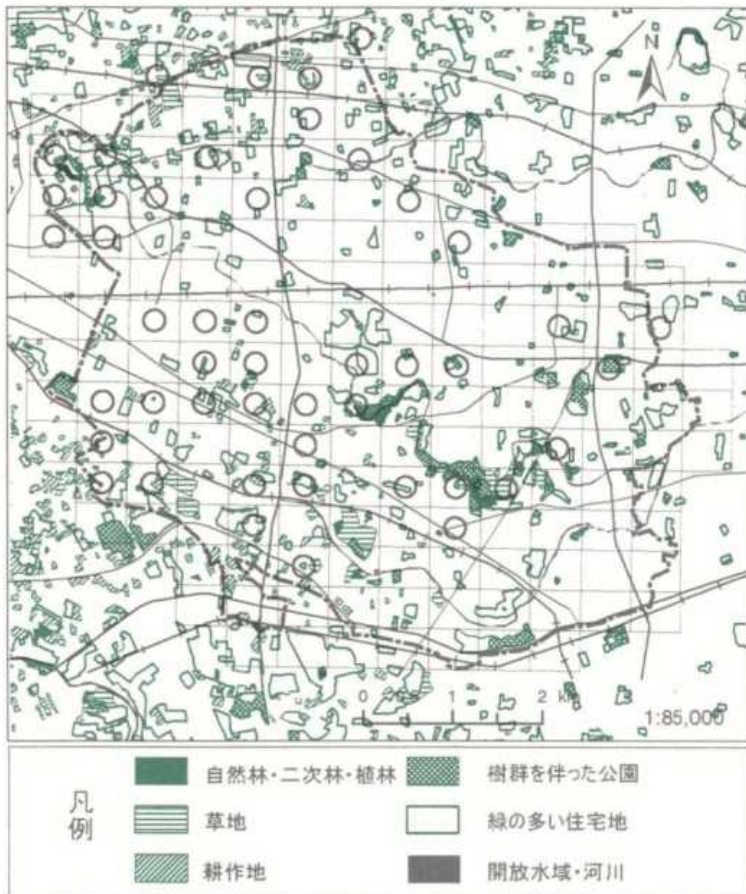 N
0 0.5 1 2 km
1:85,000
凡例
自然林・二次林・植林
樹群を伴った公園
草地
緑の多い住宅地
耕作地
開放水域・河川